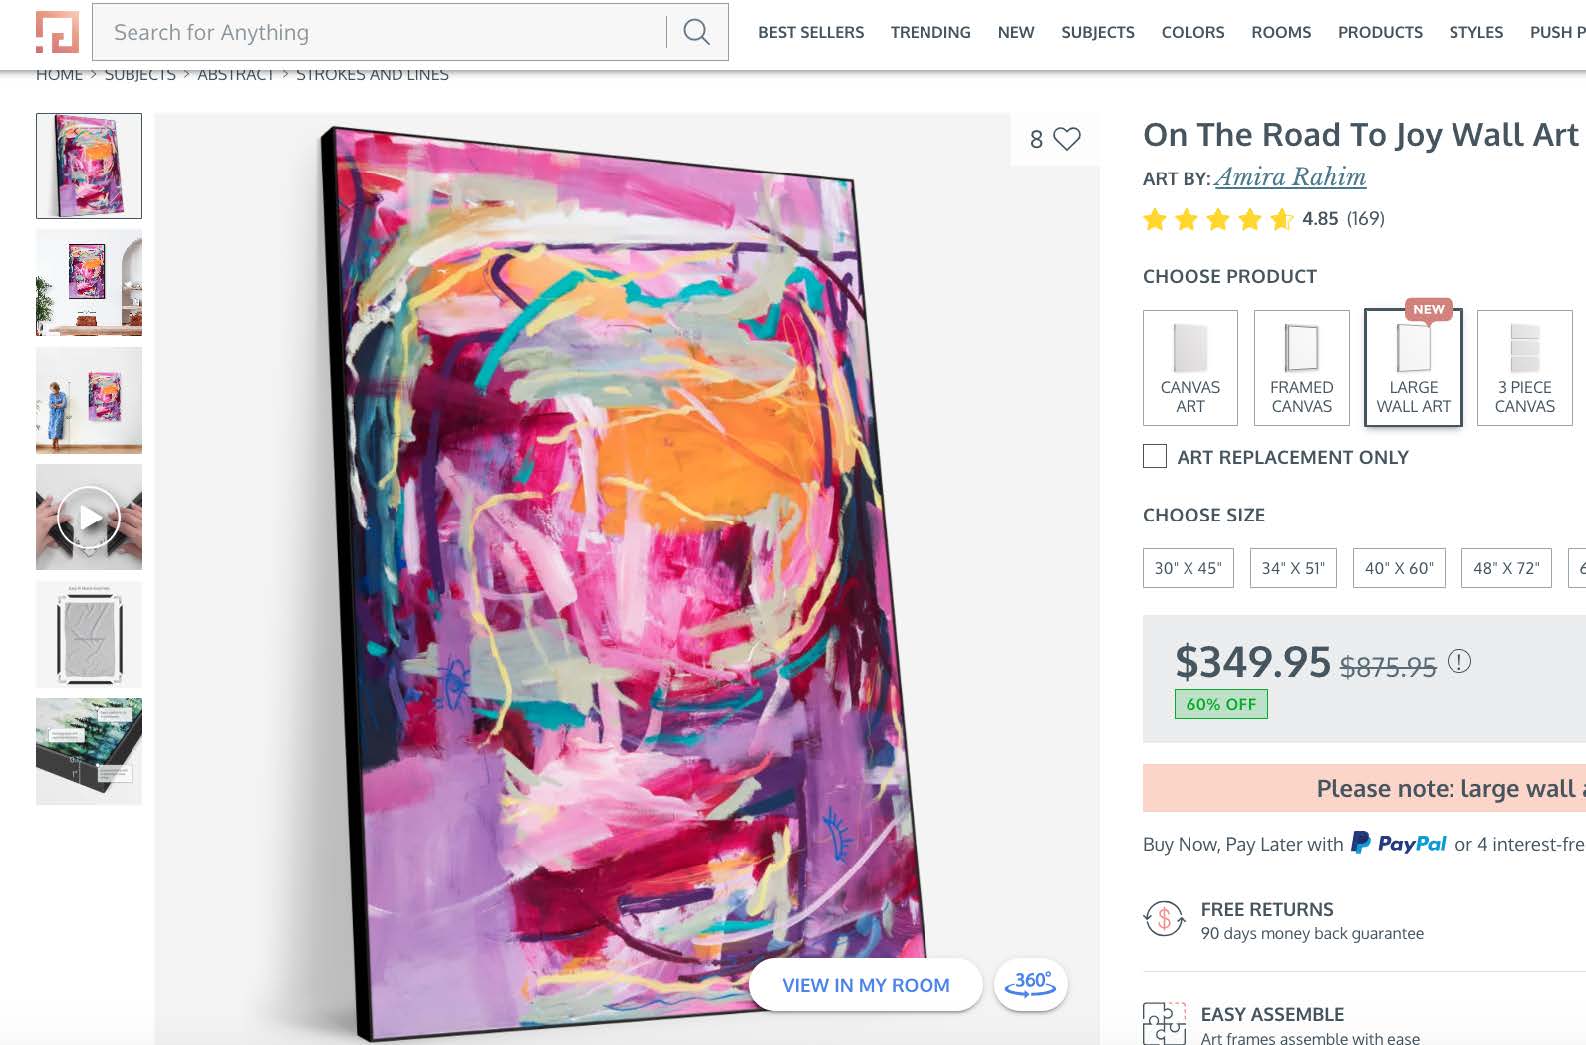 Search for Anything
BEST SELLERS TRENDING NEW SUBJECTS COLORS ROOMS PRODUCTS STYLES PUSH P
HOME > SUBJECTS > ABSTRACT > STROKES AND LINES
8
On The Road To Joy Wall Art
ART BY: Amira Rahim
4.85 (169)
CHOOSE PRODUCT
NEW
CANVAS ART
FRAMED CANVAS
LARGE WALL ART
3 PIECE CANVAS
ART REPLACEMENT ONLY
CHOOSE SIZE
30" X 45" 34" X 51" 40" X 60" 48" X 72" 6
$349.95 $875.95
60% OFF
Please note: large wall a
Buy Now, Pay Later with PayPal or 4 interest-fre
FREE RETURNS
90 days money back guarantee
EASY ASSEMBLE
Art frames assemble with ease
VIEW IN MY ROOM
360°